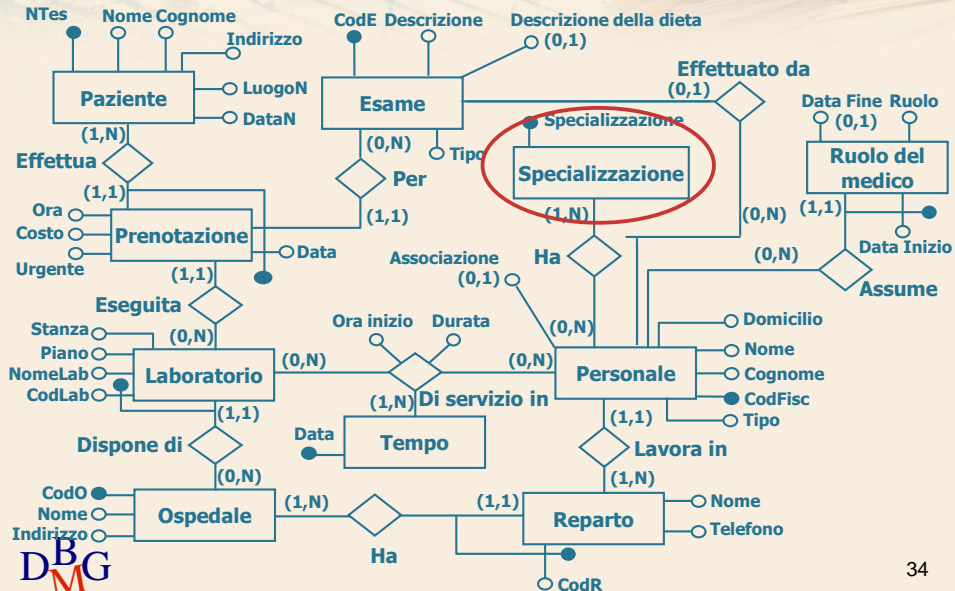 NTes
Nome Cognome
Indirizzo
LuogoN
DataN
Paziente
(1,N)
Effettua
(1,1)
Ora
Costo
Urgente
Prenotazione
Data
(1,1)
Eseguita
(0,N)
Stanza
Piano
NomeLab
CodLab
Laboratorio
(1,1)
Dispone di
(0,N)
CodO
Nome
Indirizzo
Ospedale
(1,N)
Ha
(1,1)
CodE Descrizione
Descrizione della dieta
(0,1)
Esame
Tipo
(0,N)
Per
(1,1)
Effettuato da
(0,1)
(0,N)
Specializzazione
Specializzazione
(1,N)
Ha
(0,N)
Associazione
(0,1)
Data Fine Ruolo
(0,1)
Ruolo del
medico
(1,1)
Data Inizio
(0,N)
Assume
Ora inizio Durata
(0,N)
(0,N)
(1,N)
Di servizio in
Data
Tempo
Personale
Domicilio
Nome
Cognome
CodFisc
Tipo
(1,1)
Lavora in
(1,N)
Reparto
Nome
Telefono
CodR
DBMG
34